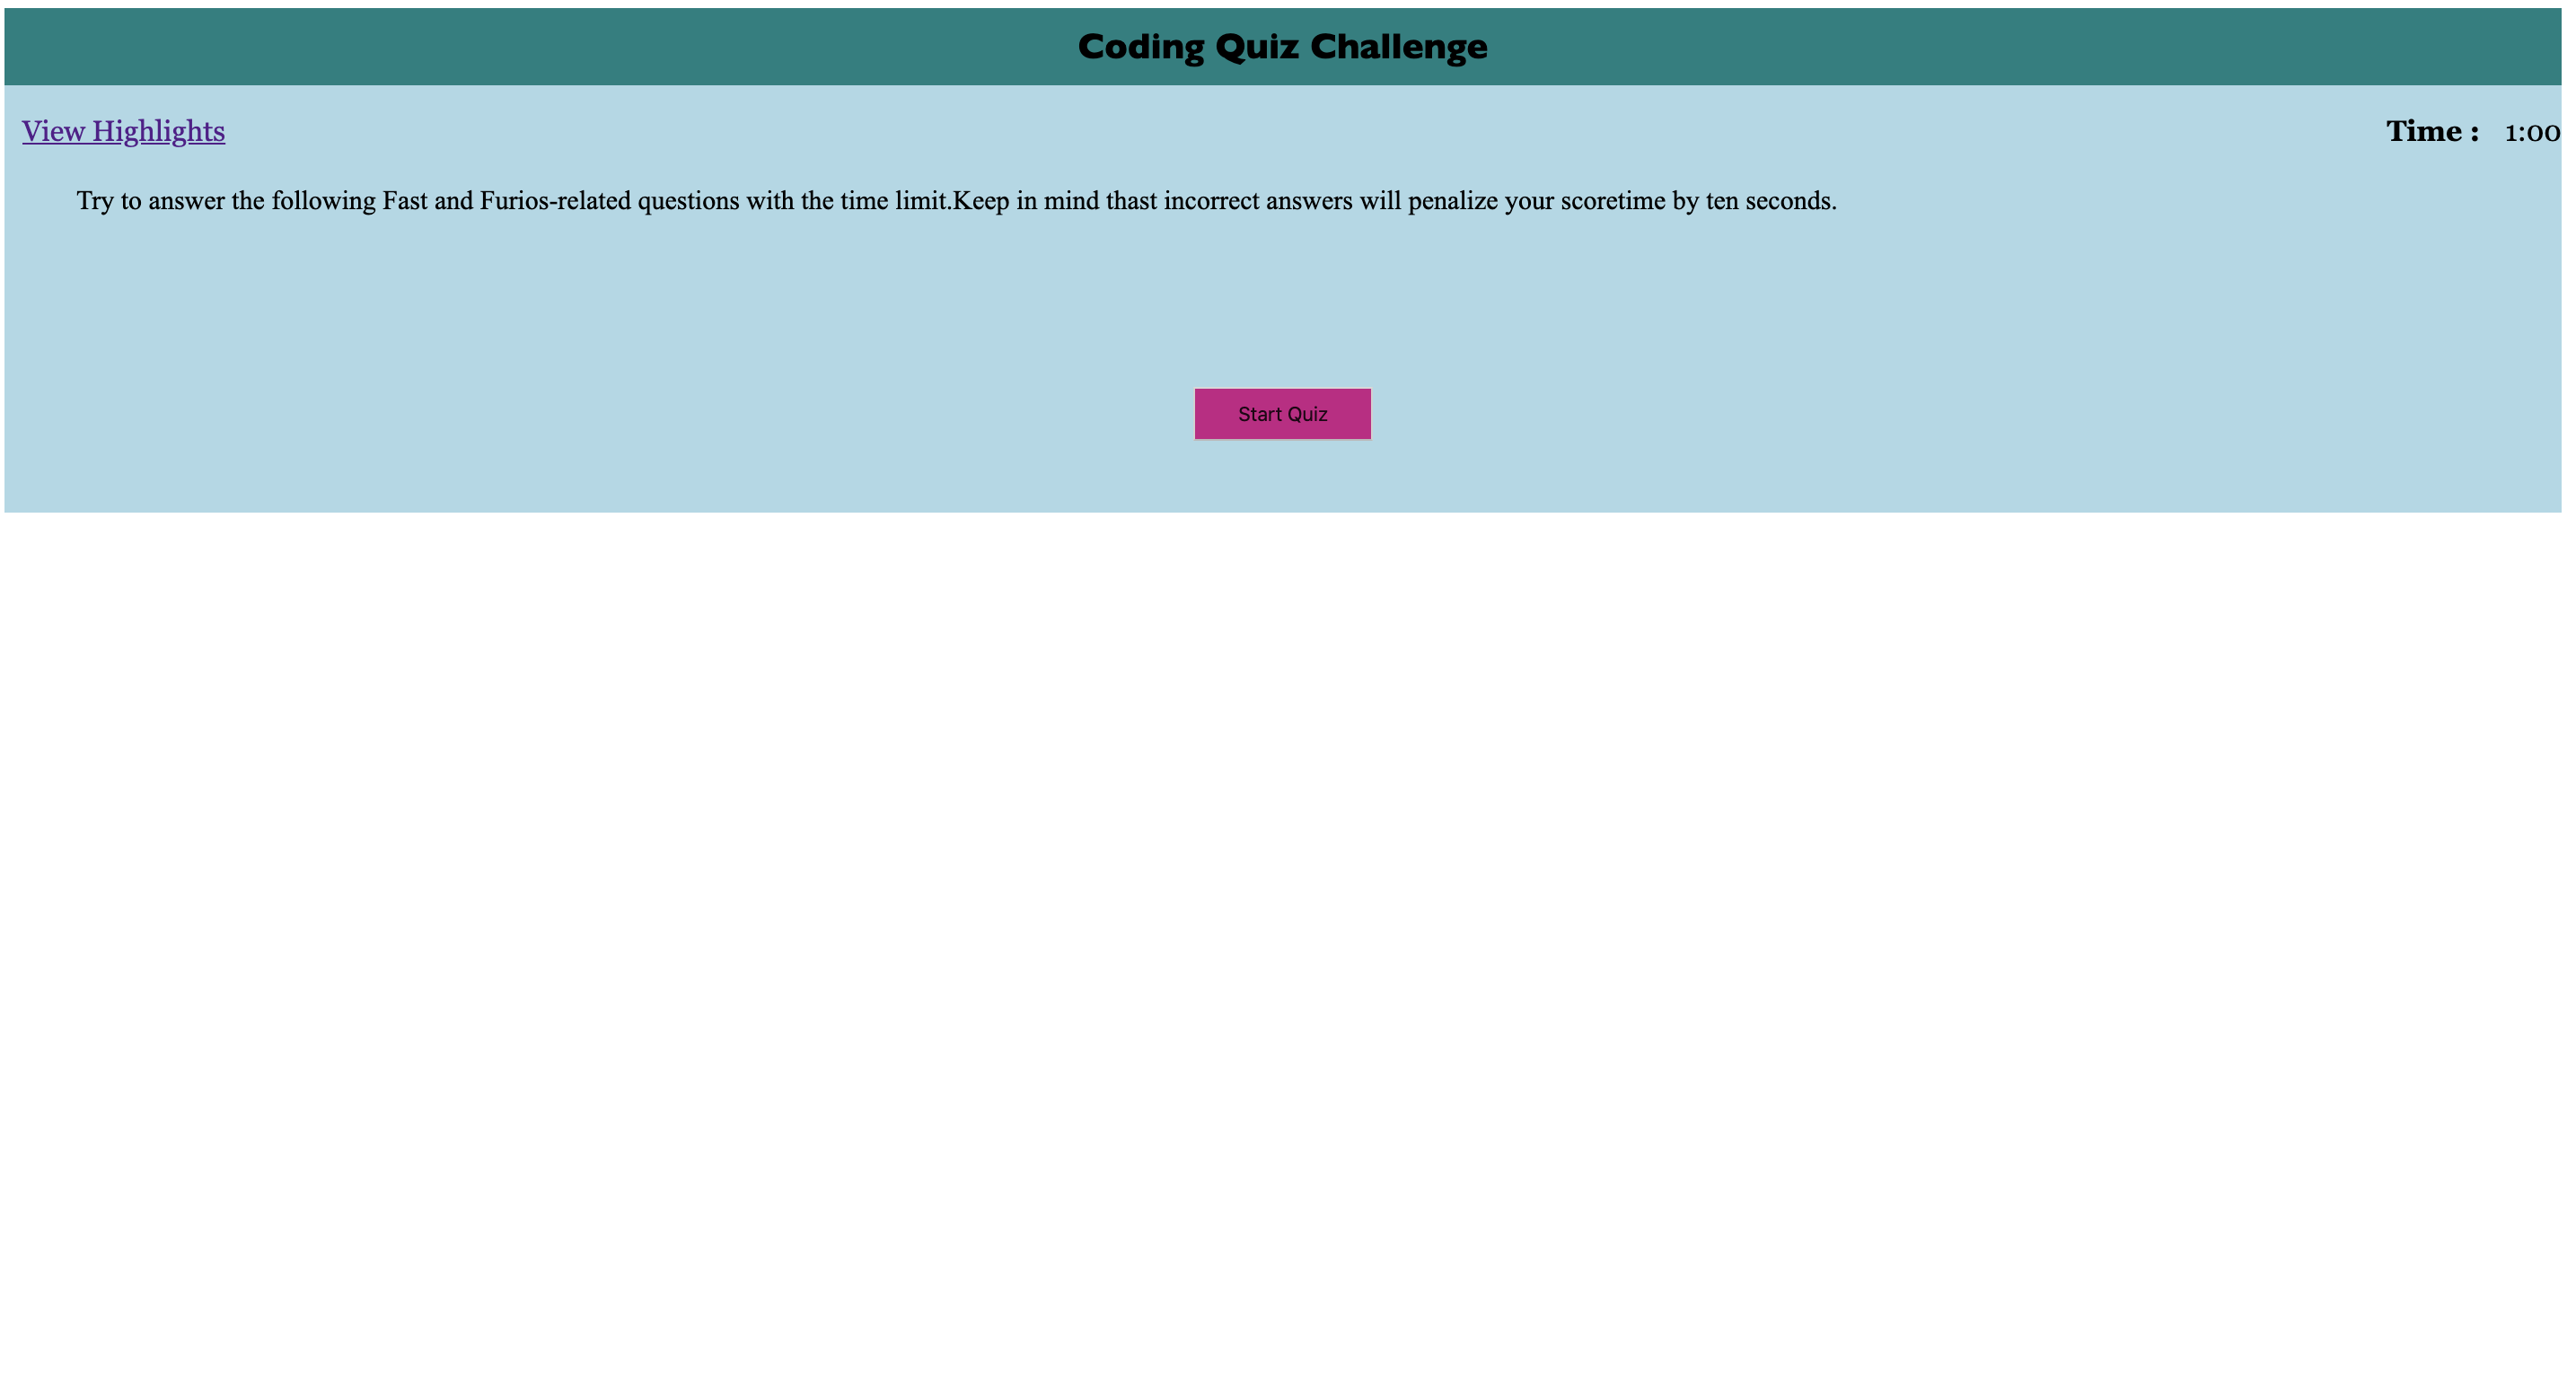 Coding Quiz Challenge
View Highlights
Time : 1:00
Try to answer the following Fast and Furios-related questions with the time limit.Keep in mind thast incorrect answers will penalize your scoretime by ten seconds.
Start Quiz